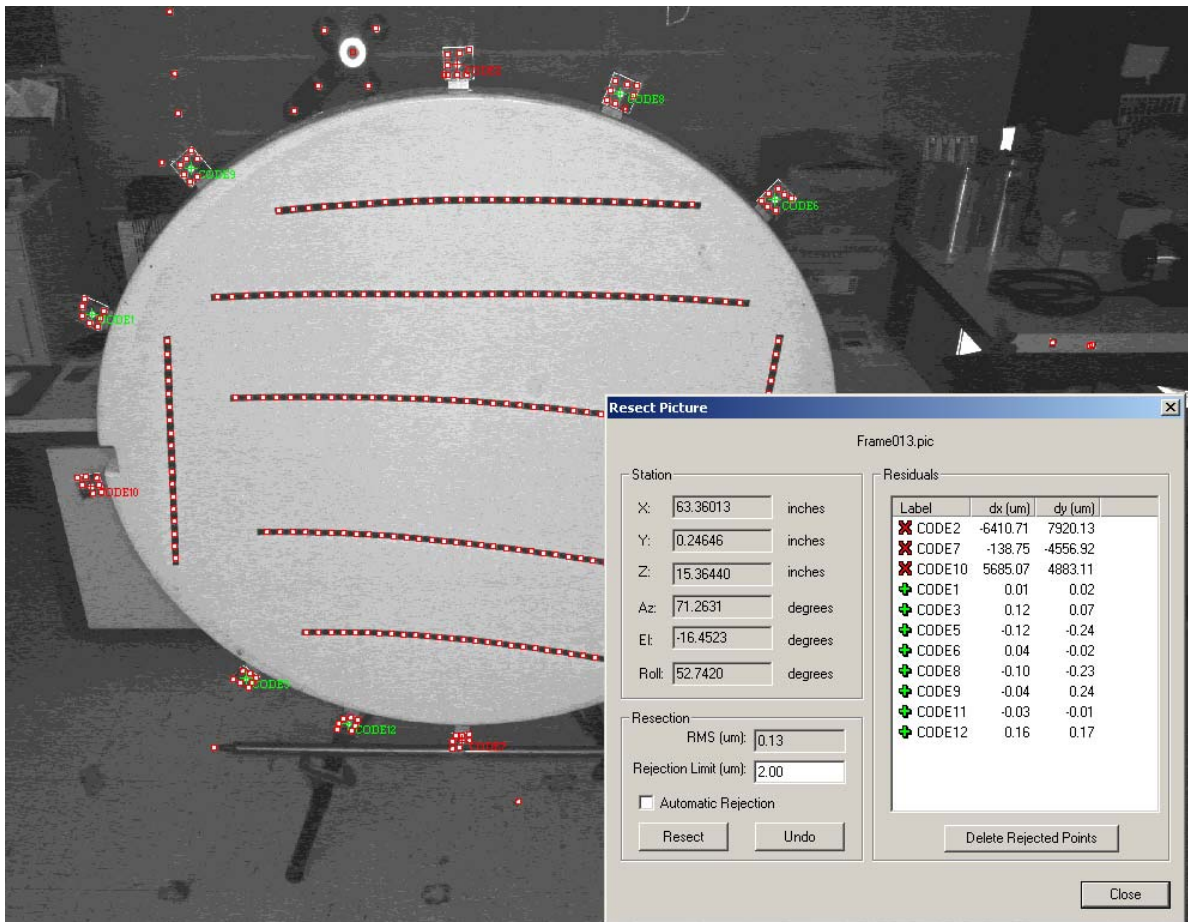 CODE8
CODE9
CODE6
CODE1
CODE10
CODE12
Resect Picture
Frame013.pic
Station
X: 63.36013 inches
Y: 0.24646 inches
Z: 15.36440 inches
Az: 71.2631 degrees
El: -16.4523 degrees
Roll: 52.7420 degrees
Resection
RMS (um): 0.13
Rejection Limit (um): 2.00
Automatic Rejection
Resect Undo
Residuals
Label dx (um) dy (um)
CODE2 -6410.71 7920.13
CODE7 -138.75 -4556.92
CODE10 5685.07 4883.11
CODE1 0.01 0.02
CODE3 0.12 0.07
CODE5 -0.12 -0.24
CODE6 0.04 -0.02
CODE8 -0.10 -0.23
CODE9 -0.04 0.24
CODE11 -0.03 -0.01
CODE12 0.16 0.17
Delete Rejected Points
Close